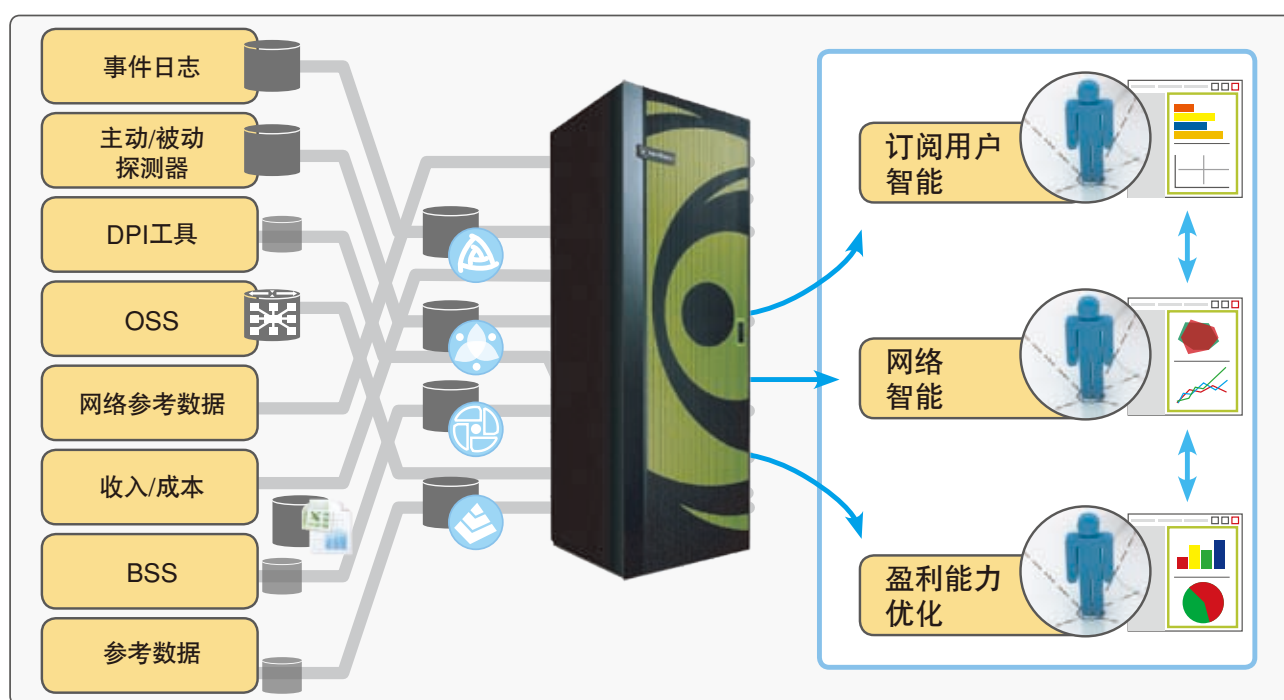 事件日志
主动/被动
探测器
DPI工具
OSS
网络参考数据
收入/成本
BSS
参考数据
订阅用户
智能
网络
智能
盈利能力
优化